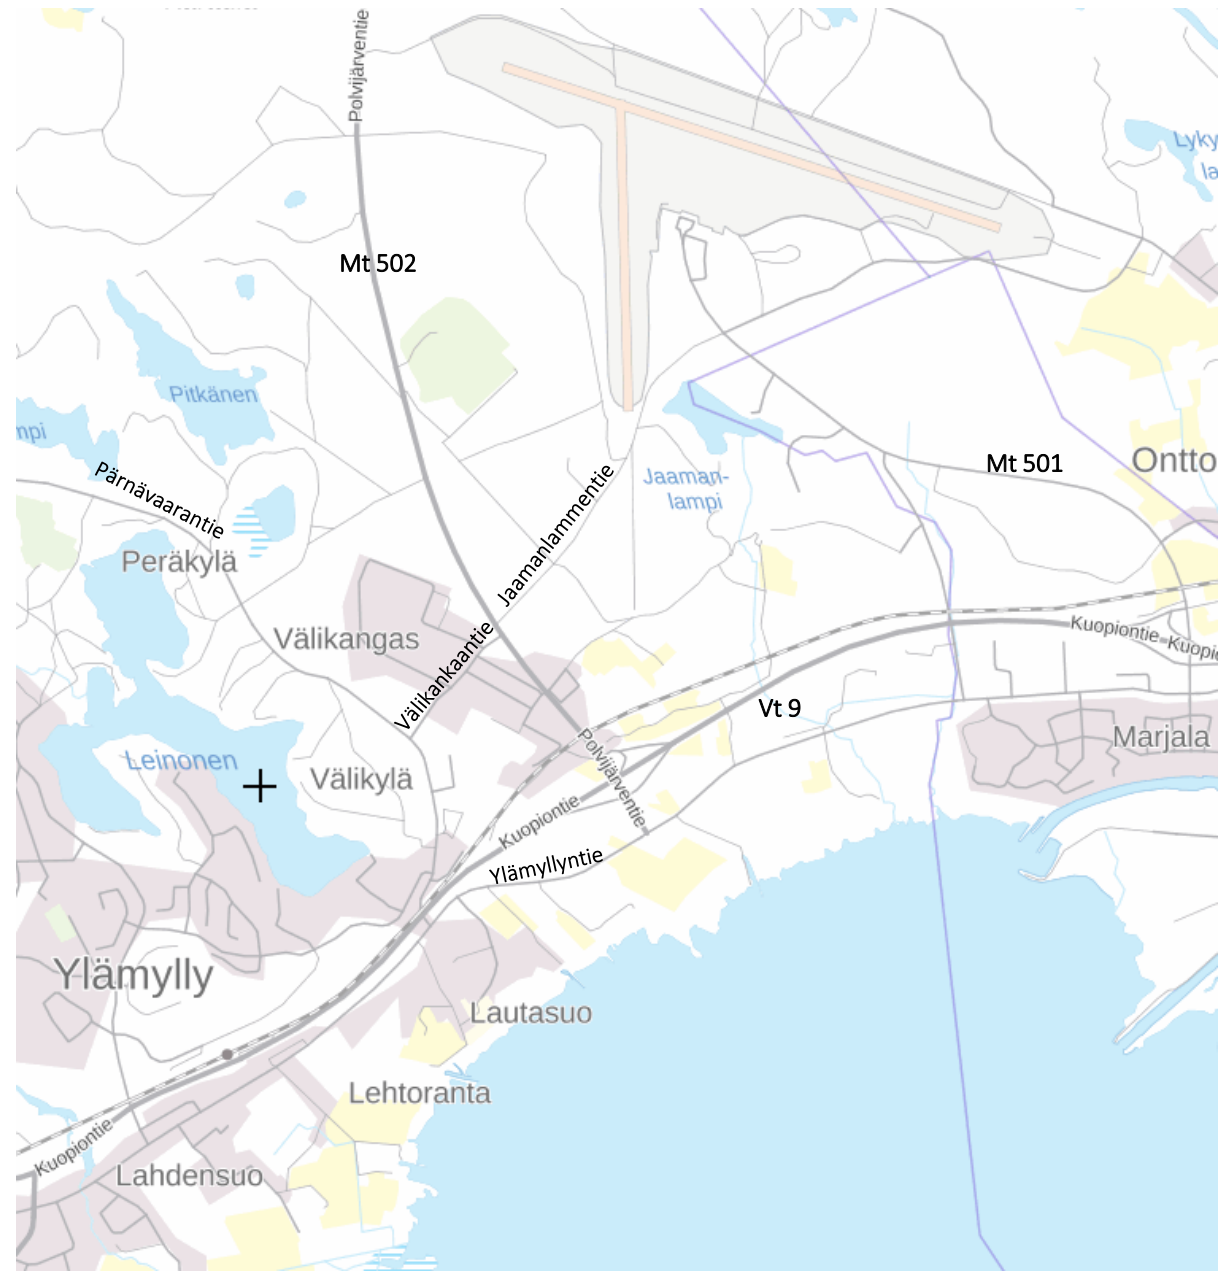 Polvijärventie
Lyky
la
Mt 502
Pitkänen
mpi
Pärnävaarantie
Mt 501
Ontto
Jaaman-
lampi
Jaamanlammentie
Peräkylä
Välikangas
Välikankaantie
Kuopiontie
Kuopio
Vt 9
Marjala
Polvijärventie
Leinonen
Välikylä
Kuopiontie
Ylämyllyntie
Ylämylly
Lautasuo
Lehtoranta
Kuopiontie
Lahdensuo